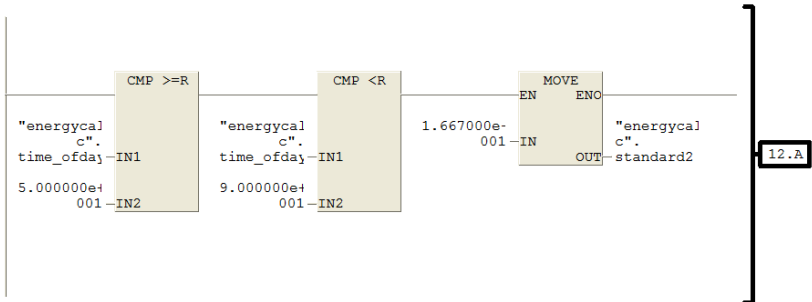 CMP >=R
CMP <R
MOVE
EN ENO
"energycal
c".
time_ofday IN1
5.000000e+
001 IN2
"energycal
c".
time_ofday IN1
9.000000e+
001 IN2
1.667000e-
001 IN
OUT
"energycal
c".
standard2
12.A